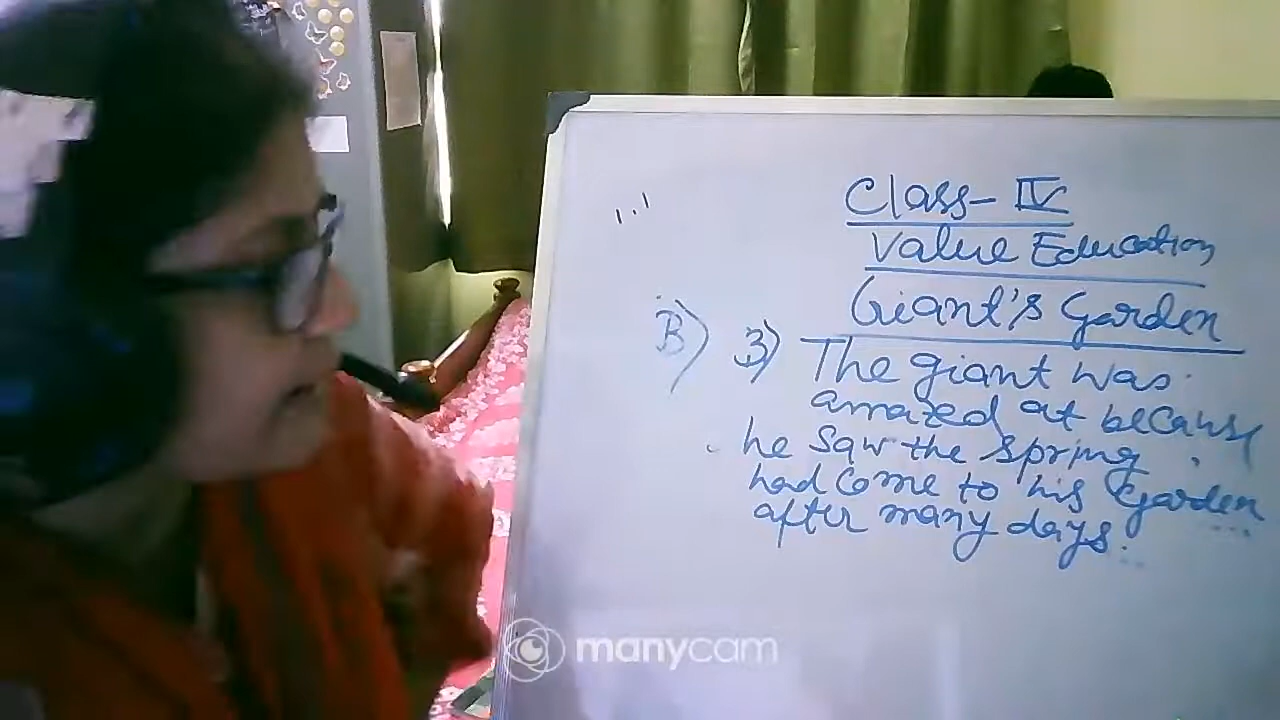 Class- IV
Value Education
Giant's Garden
B) 3) The giant was
amazed at because
he saw the spring
had come to his Garden
after many days.
manycam